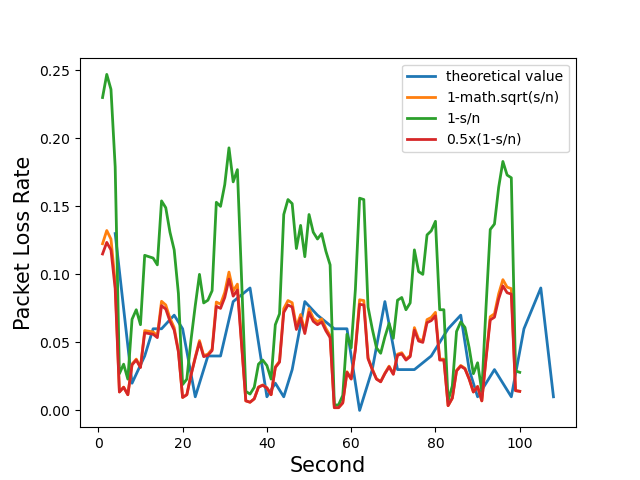 0.25
0.20
0.15
0.10
0.05
0.00
0
20
40
60
80
100
Packet Loss Rate
Second
theoretical value
1-math.sqrt(s/n)
1-s/n
0.5x(1-s/n)